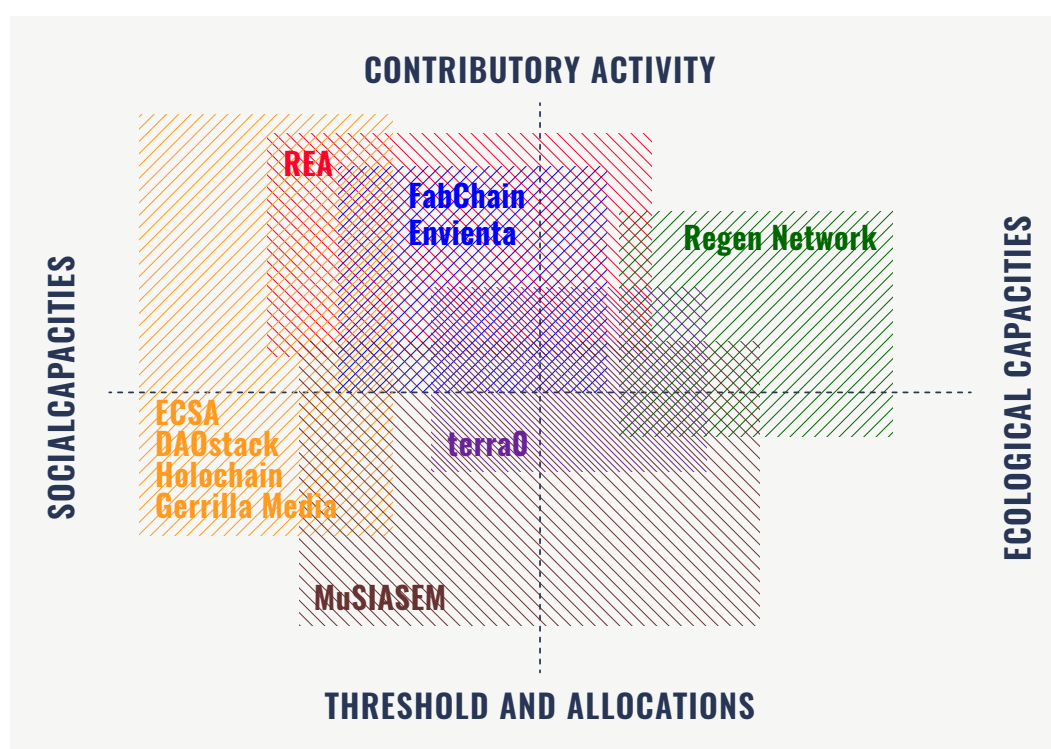 CONTRIBUTORY ACTIVITY
REA
FabChain
Envienta
Regen Network
SOCIALCAPACITIES
ECOLOGICAL CAPACITIES
ECSA
DAOstack
Holochain
Gerrilla Media
terra0
MuSIASEM
THRESHOLD AND ALLOCATIONS